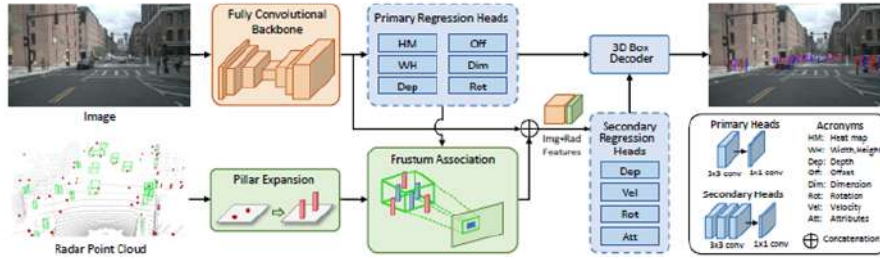 Fully Convolutional
Backbone
Primary Regression Heads
HM
Off
WH
Dim
Dep
Rot
3D Box
Decoder
Image
Img+Rad
Features
Secondary
Regression
Heads
Dep
Vel
Rot
Att
Pillar Expansion
Frustum Association
Radar Point Cloud
Primary Heads
3x3 conv
1x1 conv
Secondary Heads
3x3 conv
1x1 conv
Acronyms
HM: Heat map
WH: Width,Height
Dep: Depth
Off: Offset
Dim: Dimension
Rot: Rotation
Vel: Velocity
Att: Attributes
Concateration